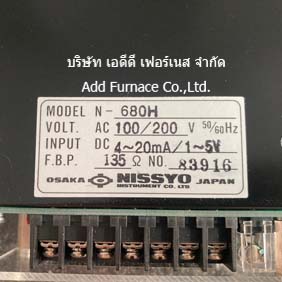 บริษัท เอดีดี เฟอร์เนส จำกัด
Add Furnace Co.,Ltd.
MODEL N- 680H
VOLT. AC 100/200 V 50/60Hz
INPUT DC 4~20mA/1~5V
F.B.P. 135 Ω NO. 83916
OSAKA NISSYO JAPAN
INSTRUMENT CO. LTD